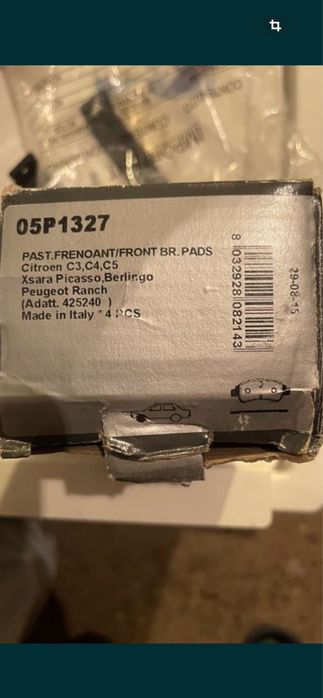 05P1327
PAST.FRENOANT/FRONT BR.PADS
Citroen C3,C4,C5
Xsara Picasso,Berlingo
Peugeot Ranch
(Adatt. 425240 )
Made in Italy * 4 PCS
8 032928 082143
29-08-15